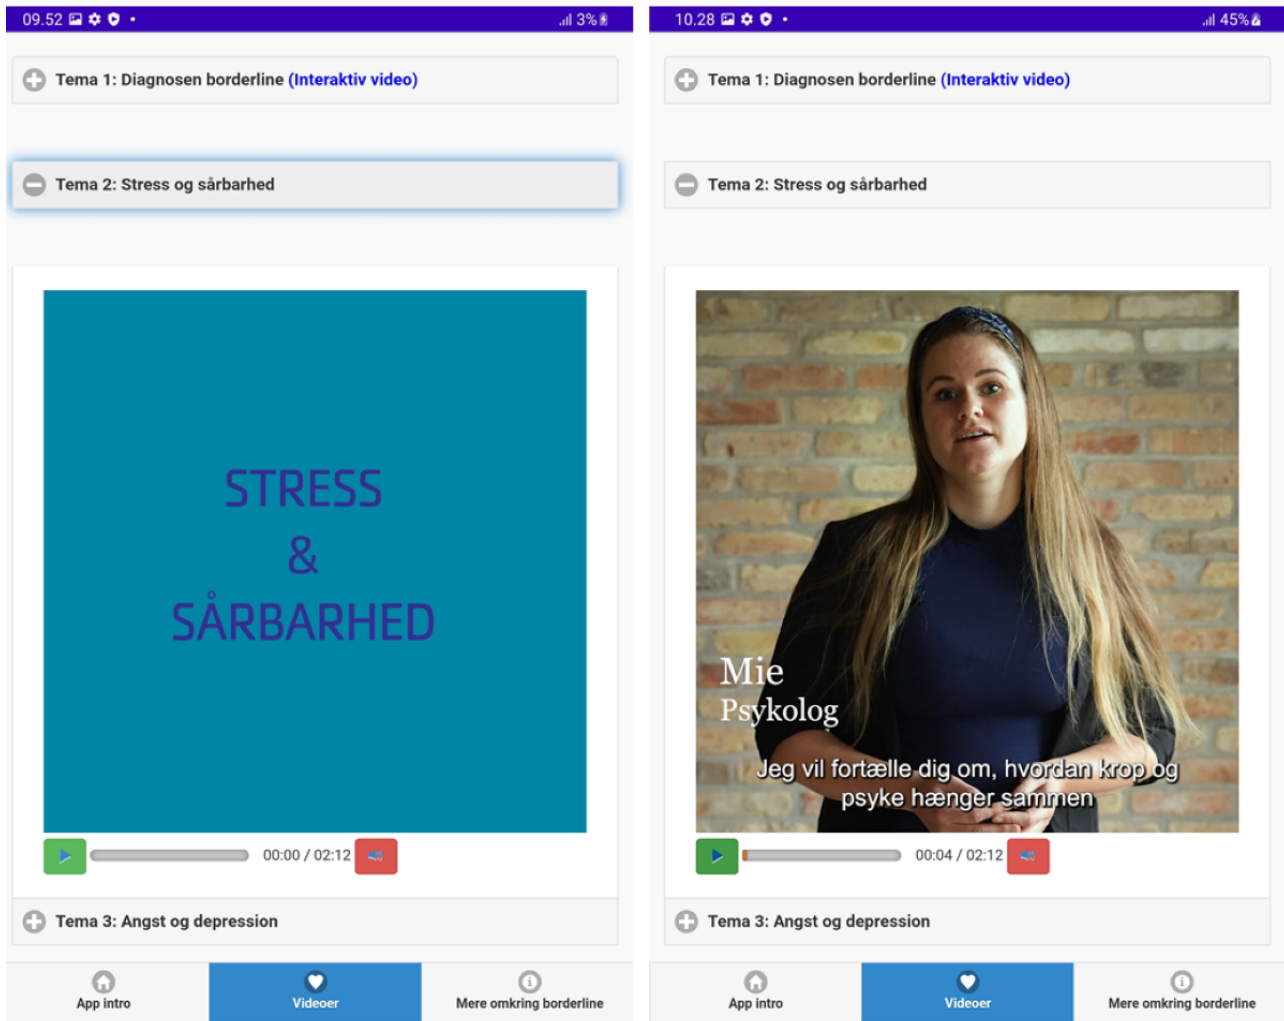 09.52
3%
Tema 1: Diagnosen borderline (Interaktiv video)
Tema 2: Stress og sårbarhed
STRESS
&
SÅRBARHED
00:00 / 02:12
Tema 3: Angst og depression
App intro
Videoer
Mere omkring borderline
10.28
45%
Tema 1: Diagnosen borderline (Interaktiv video)
Tema 2: Stress og sårbarhed
Mie
Psykolog
Jeg vil fortælle dig om, hvordan krop og
psyke hænger sammen
00:04 / 02:12
Tema 3: Angst og depression
App intro
Videoer
Mere omkring borderline